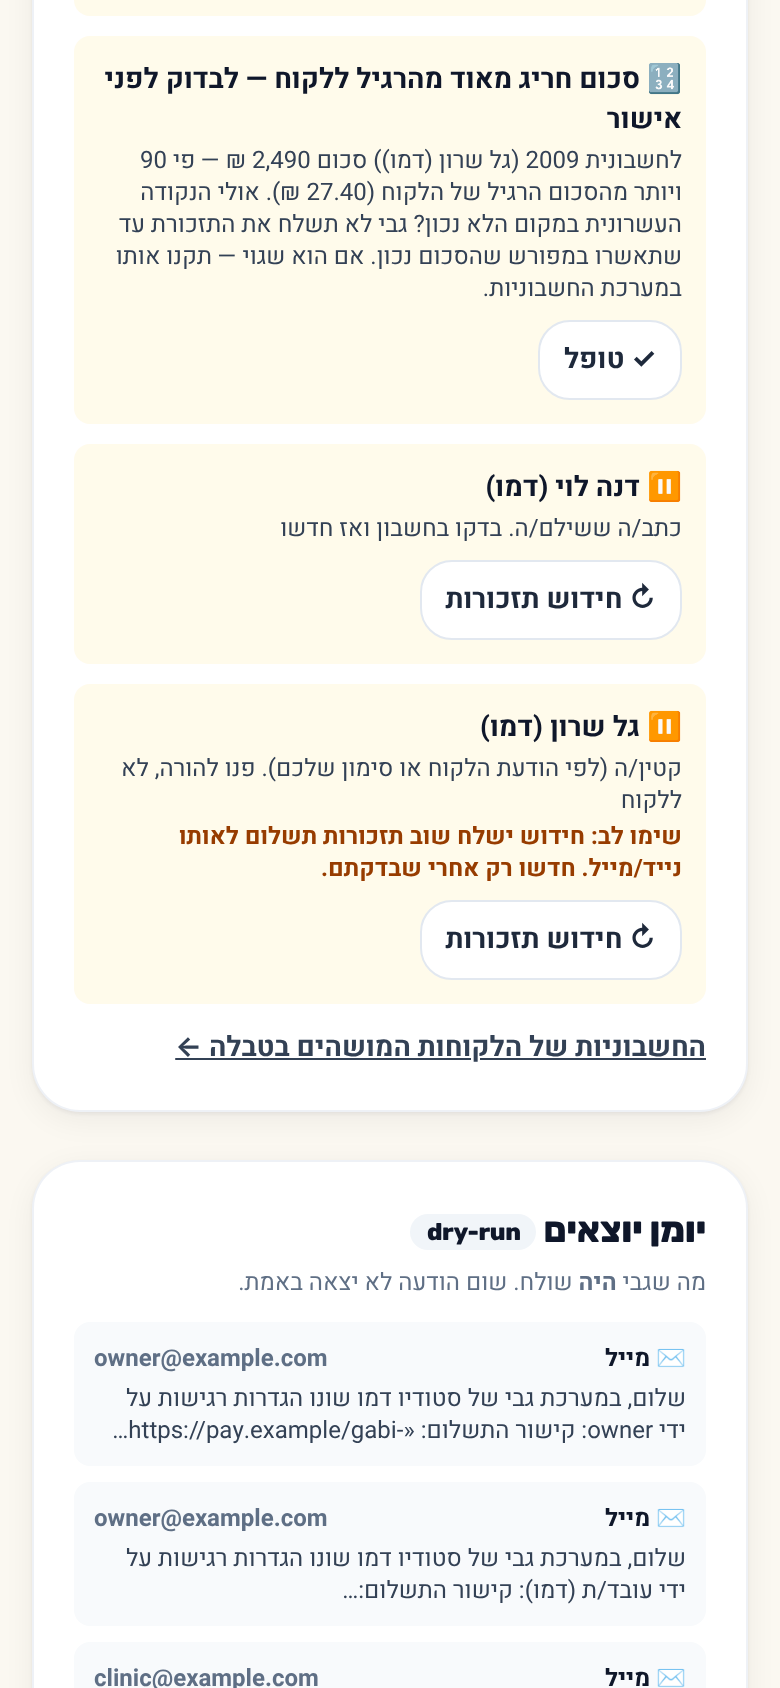 🔢 סכום חריג מאוד מהרגיל ללקוח — לבדוק לפני
אישור
לחשבונית 2009 (גל שרון (דמו)) סכום 2,490 ₪ — פי 90
ויותר מהסכום הרגיל של הלקוח (27.40 ₪). אולי הנקודה
העשרונית במקום הלא נכון? גבי לא תשלח את התזכורת עד
שתאשרו במפורש שהסכום נכון. אם הוא שגוי — תקנו אותו
במערכת החשבוניות.
✓ טופל
⏸️ דנה לוי (דמו)
כתב/ה ששילם/ה. בדקו בחשבון ואז חדשו
↻ חידוש תזכורות
⏸️ גל שרון (דמו)
קטין/ה (לפי הודעת הלקוח או סימון שלכם). פנו להורה, לא
ללקוח
שימו לב: חידוש ישלח שוב תזכורות תשלום לאותו
נייד/מייל. חדשו רק אחרי שבדקתם.
↻ חידוש תזכורות
החשבוניות של הלקוחות המושהים בטבלה ←
יומן יוצאים dry-run
מה שגבי היה שולח. שום הודעה לא יצאה באמת.
✉️ מייל owner@example.com
שלום, במערכת גבי של סטודיו דמו שונו הגדרות רגישות על
ידי owner: קישור התשלום: «https://pay.example/gabi-…
✉️ מייל owner@example.com
שלום, במערכת גבי של סטודיו דמו שונו הגדרות רגישות על
ידי עובד/ת (דמו): קישור התשלום:…
✉️ מייל clinic@example.com